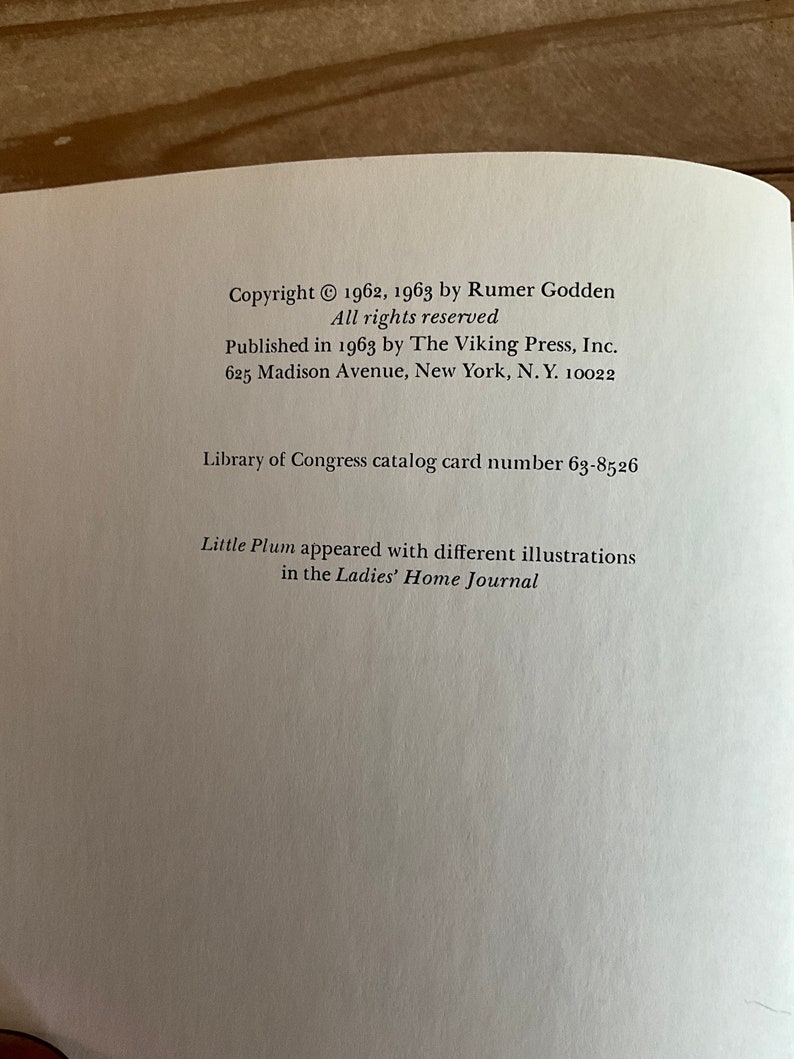 Copyright © 1962, 1963 by Rumer Godden
All rights reserved
Published in 1963 by The Viking Press, Inc.
625 Madison Avenue, New York, N.Y. 10022
Library of Congress catalog card number 63-8526
Little Plum appeared with different illustrations
in the Ladies' Home Journal